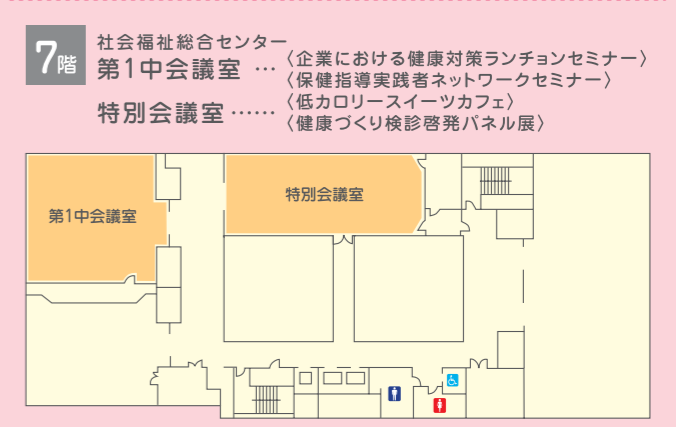 7階
社会福祉総合センター
第1中会議室 … 〈企業における健康対策ランチョンセミナー〉
〈保健指導実践者ネットワークセミナー〉
特別会議室 …… 〈低カロリースイーツカフェ〉
〈健康づくり検診啓発パネル展〉
第1中会議室
特別会議室